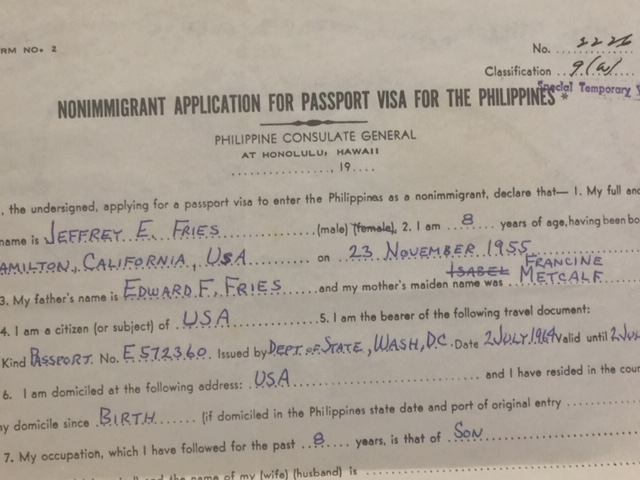 RM NO. 2
No. 2226
Classification 9(a)
Special Temporary V
NONIMMIGRANT APPLICATION FOR PASSPORT VISA FOR THE PHILIPPINES *
PHILIPPINE CONSULATE GENERAL
AT HONOLULU, HAWAII
................, 19....
, the undersigned, applying for a passport visa to enter the Philippines as a nonimmigrant, declare that— 1. My full and
name is JEFFREY E. FRIES (male) (female), 2. I am 8 years of age, having been bo
AMILTON, CALIFORNIA, USA on 23 NOVEMBER 1955
3. My father's name is EDWARD F. FRIES and my mother's maiden name was ISABEL FRANCINE METCALF
4. I am a citizen (or subject) of USA 5. I am the bearer of the following travel document:
Kind PASSPORT. No. E572360. Issued by DEPT. OF STATE, WASH, D.C. Date 2 JULY 1964 Valid until 2 JUL
6. I am domiciled at the following address: USA and I have resided in the cour
y domicile since BIRTH (if domiciled in the Philippines state date and port of original entry
7. My occupation, which I have followed for the past 8 years, is that of SON
and the name of my (wife) (husband) is